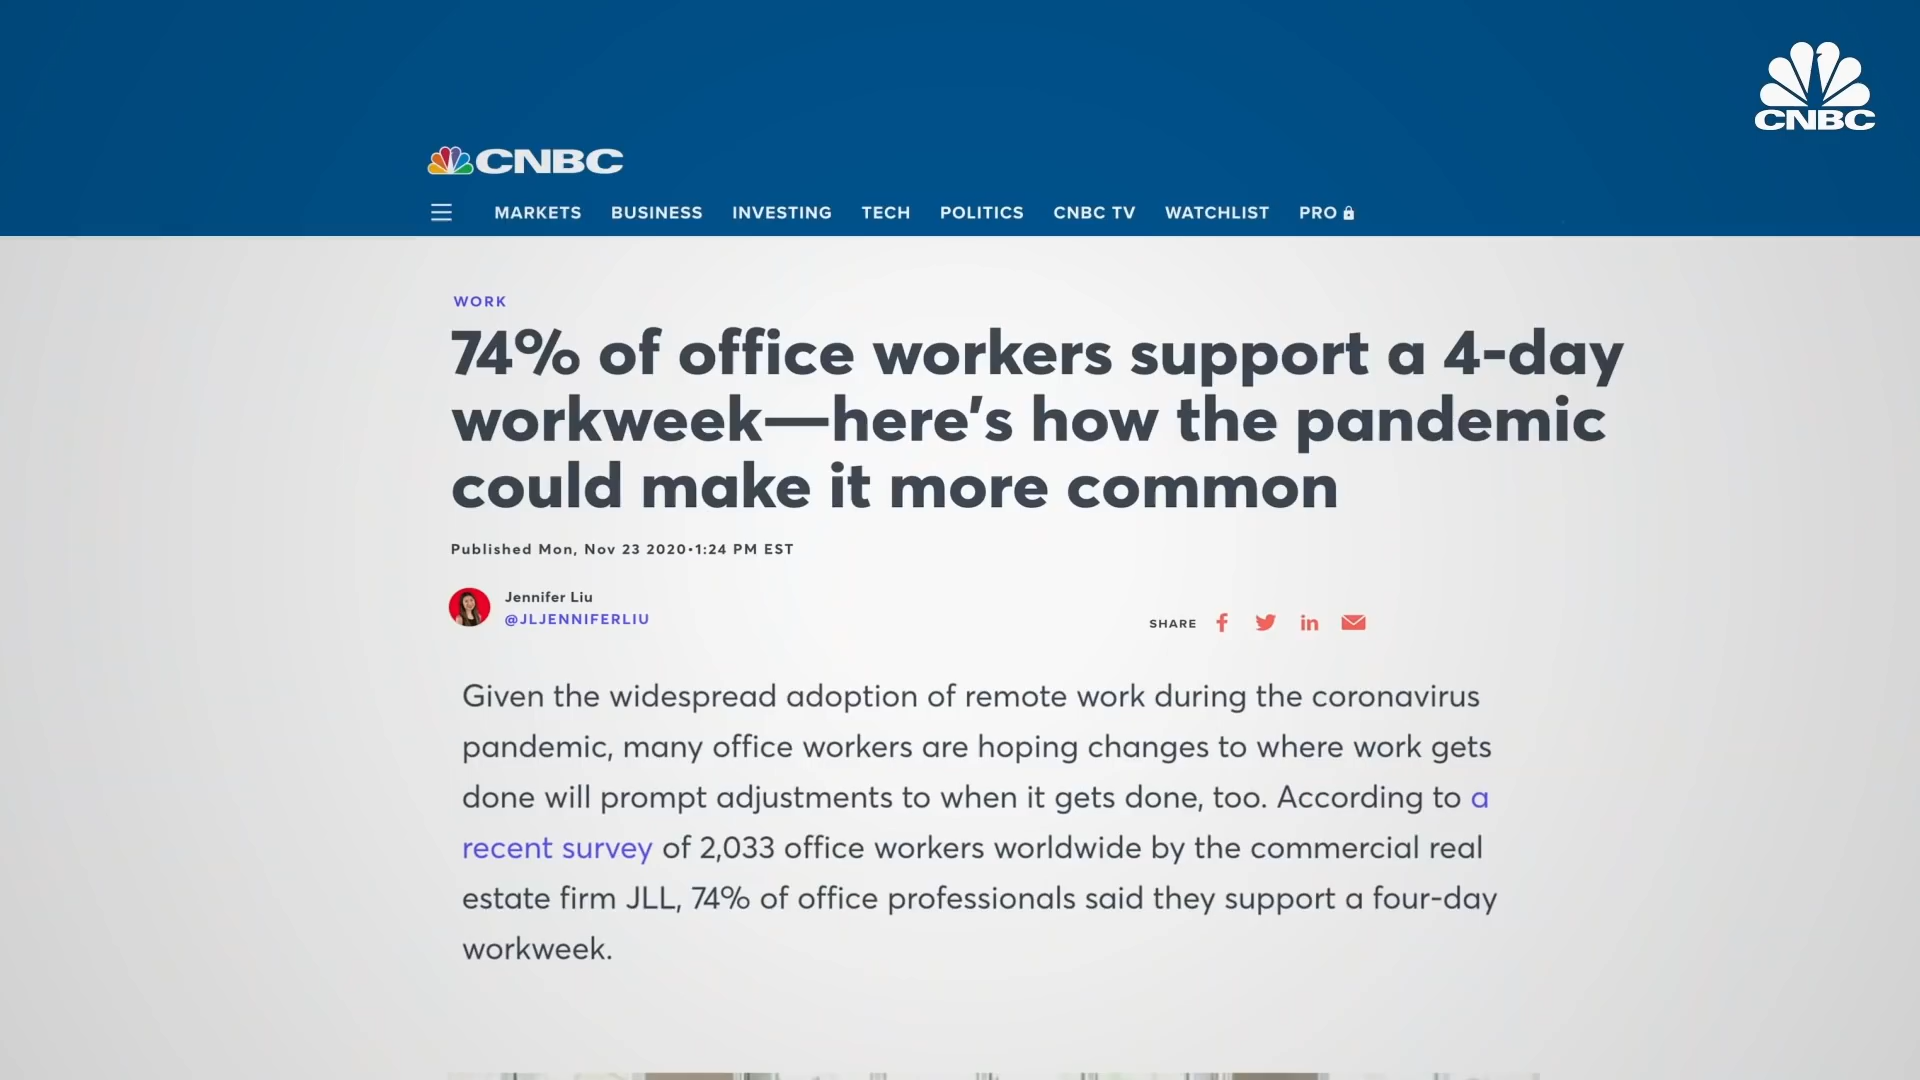 CNBC
CNBC
MARKETS BUSINESS INVESTING TECH POLITICS CNBC TV WATCHLIST PRO
WORK
74% of office workers support a 4-day
workweek—here's how the pandemic
could make it more common
Published Mon, Nov 23 2020•1:24 PM EST
Jennifer Liu
@JLJENNIFERLIU
SHARE
Given the widespread adoption of remote work during the coronavirus
pandemic, many office workers are hoping changes to where work gets
done will prompt adjustments to when it gets done, too. According to a
recent survey of 2,033 office workers worldwide by the commercial real
estate firm JLL, 74% of office professionals said they support a four-day
workweek.